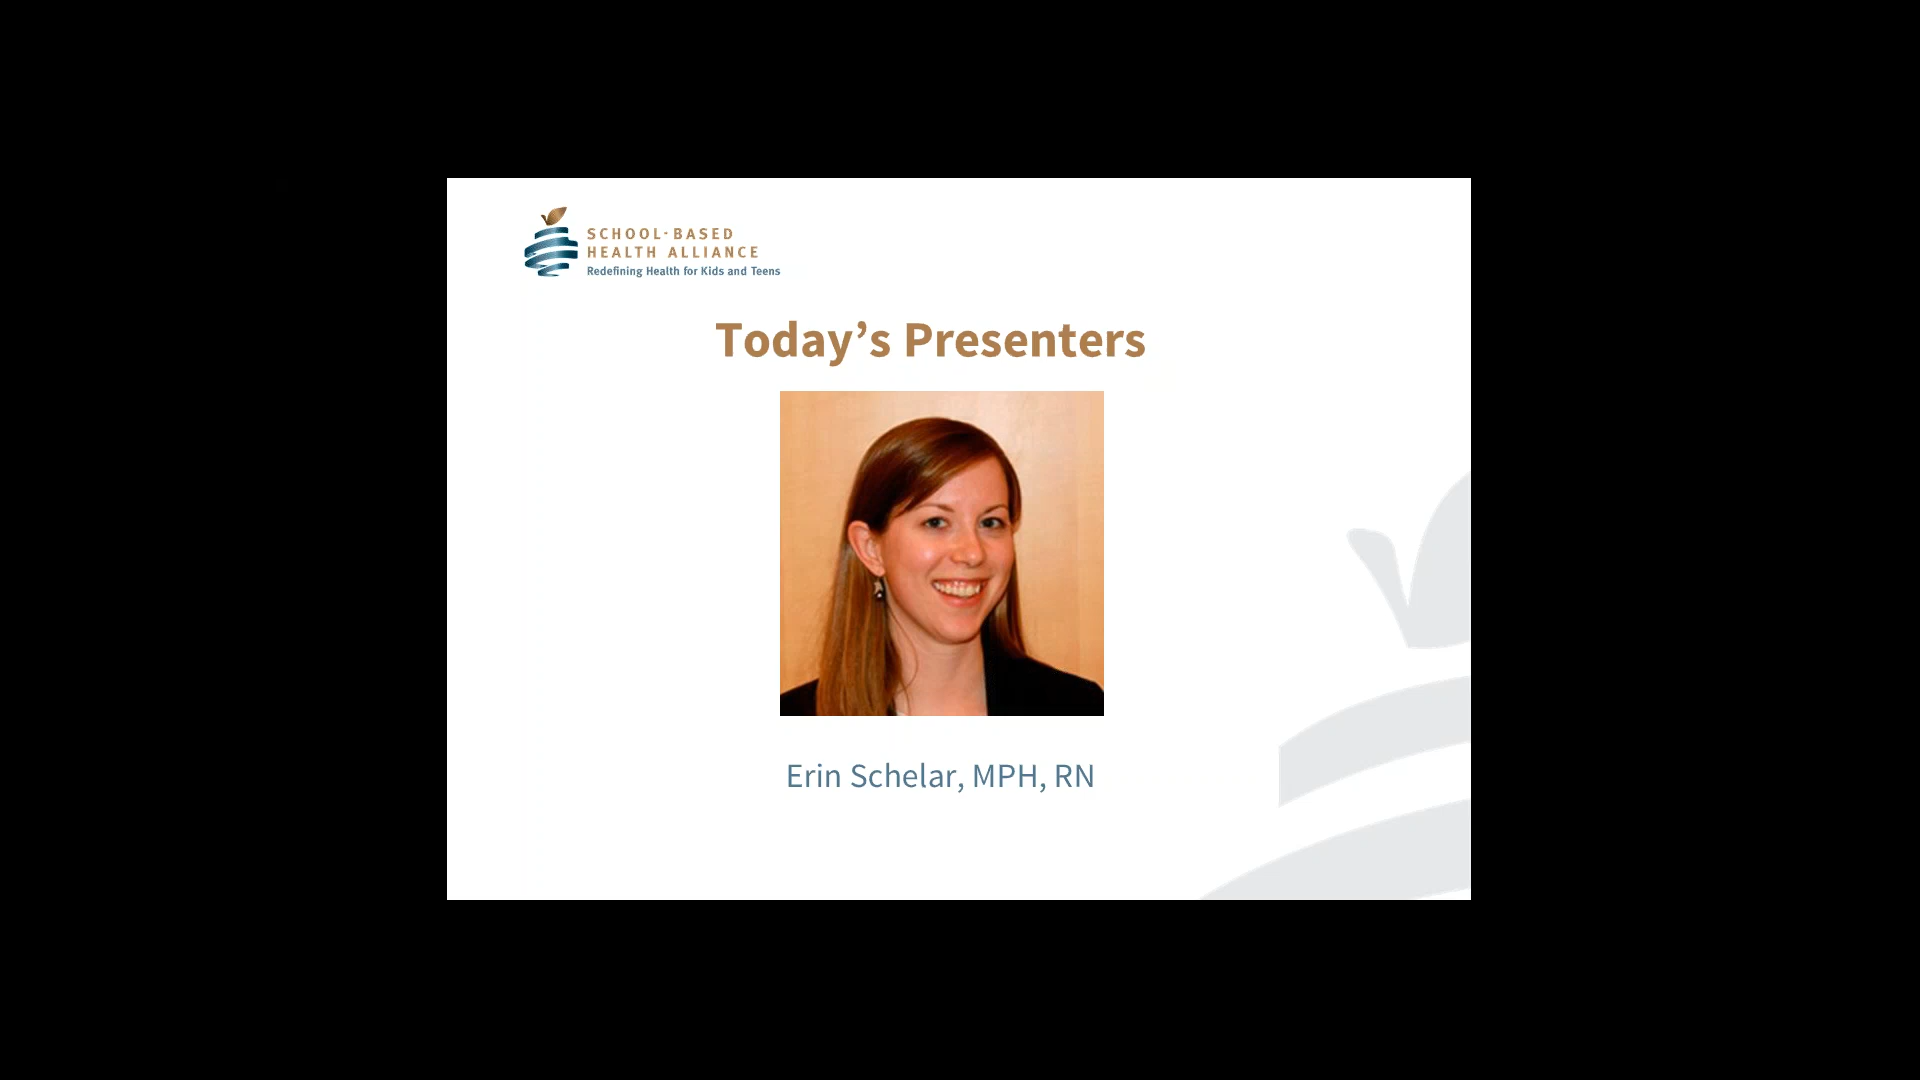 SCHOOL-BASED
HEALTH ALLIANCE
Redefining Health for Kids and Teens
Today’s Presenters
Erin Schelar, MPH, RN